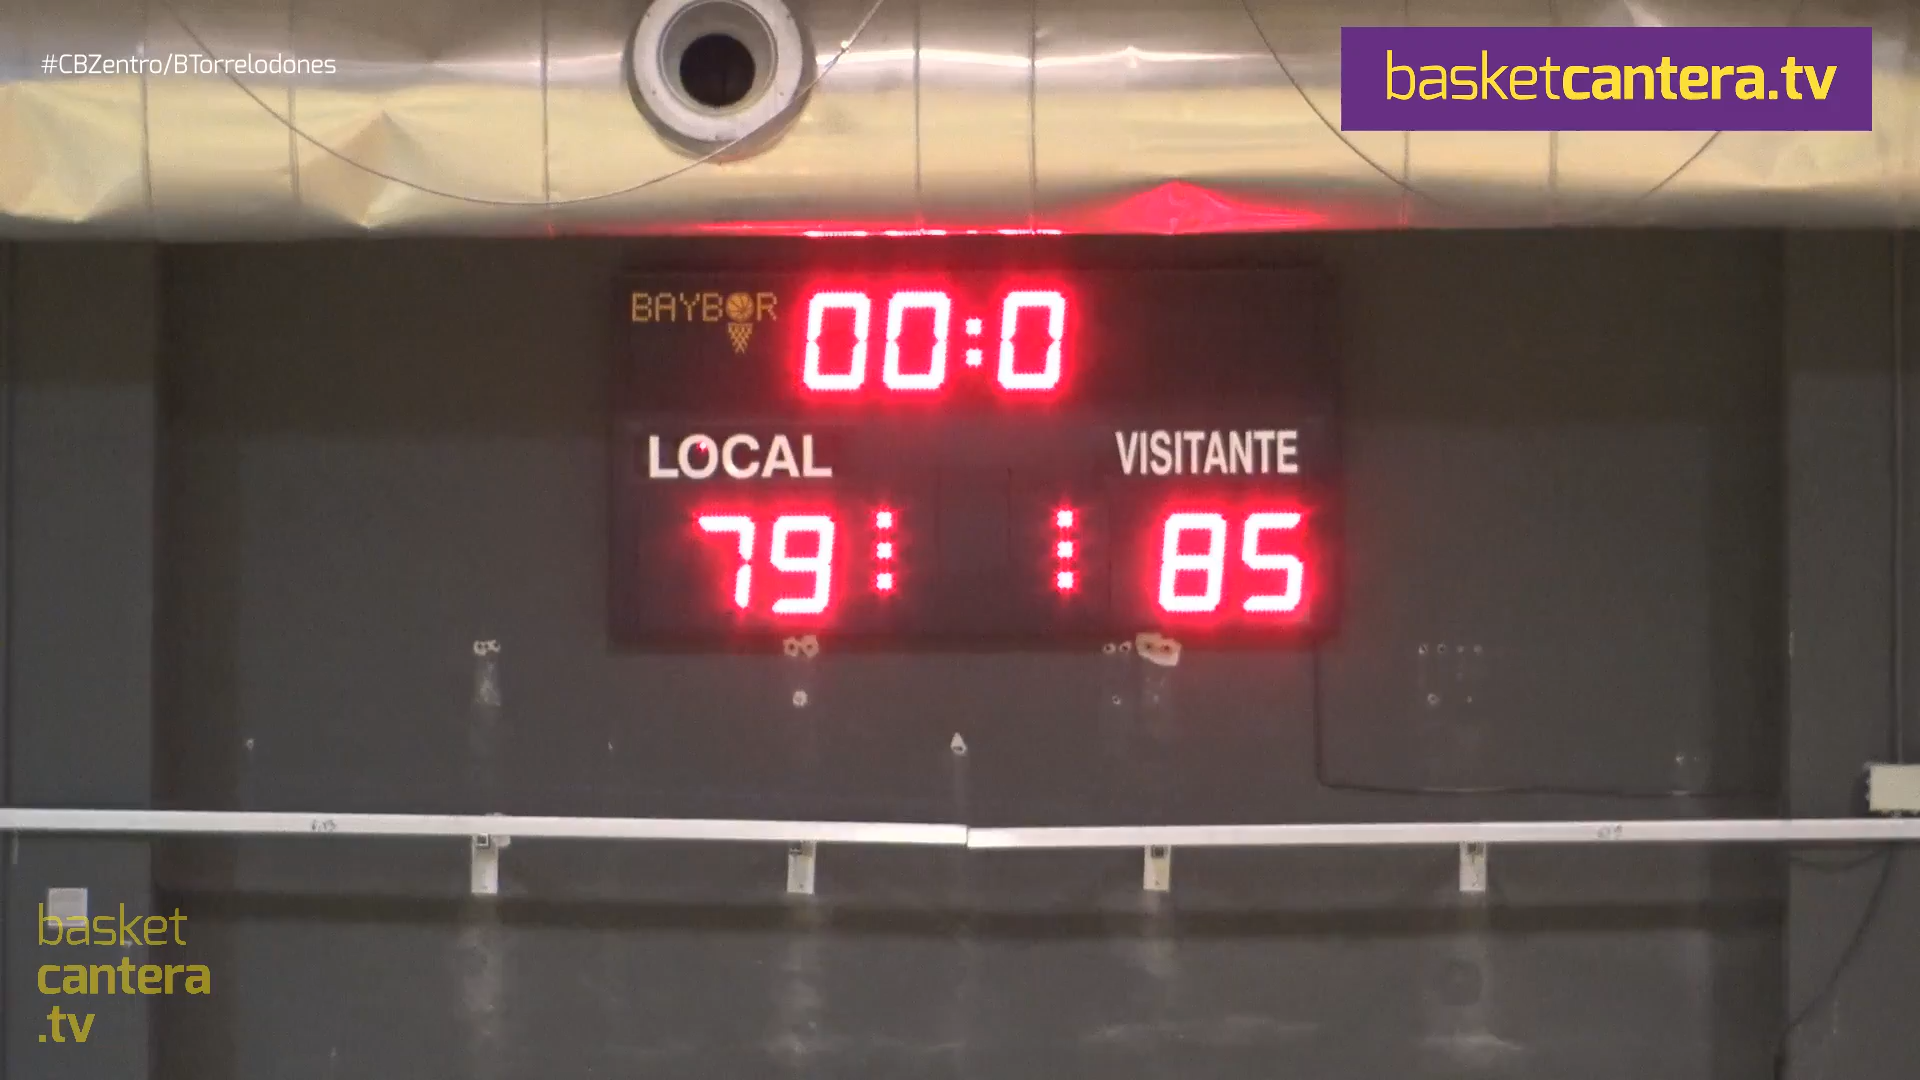 #CBZentro/BTorrelodones
basketcantera.tv
BAYBOR
00:0
LOCAL
VISITANTE
79
85
basket
cantera
.tv